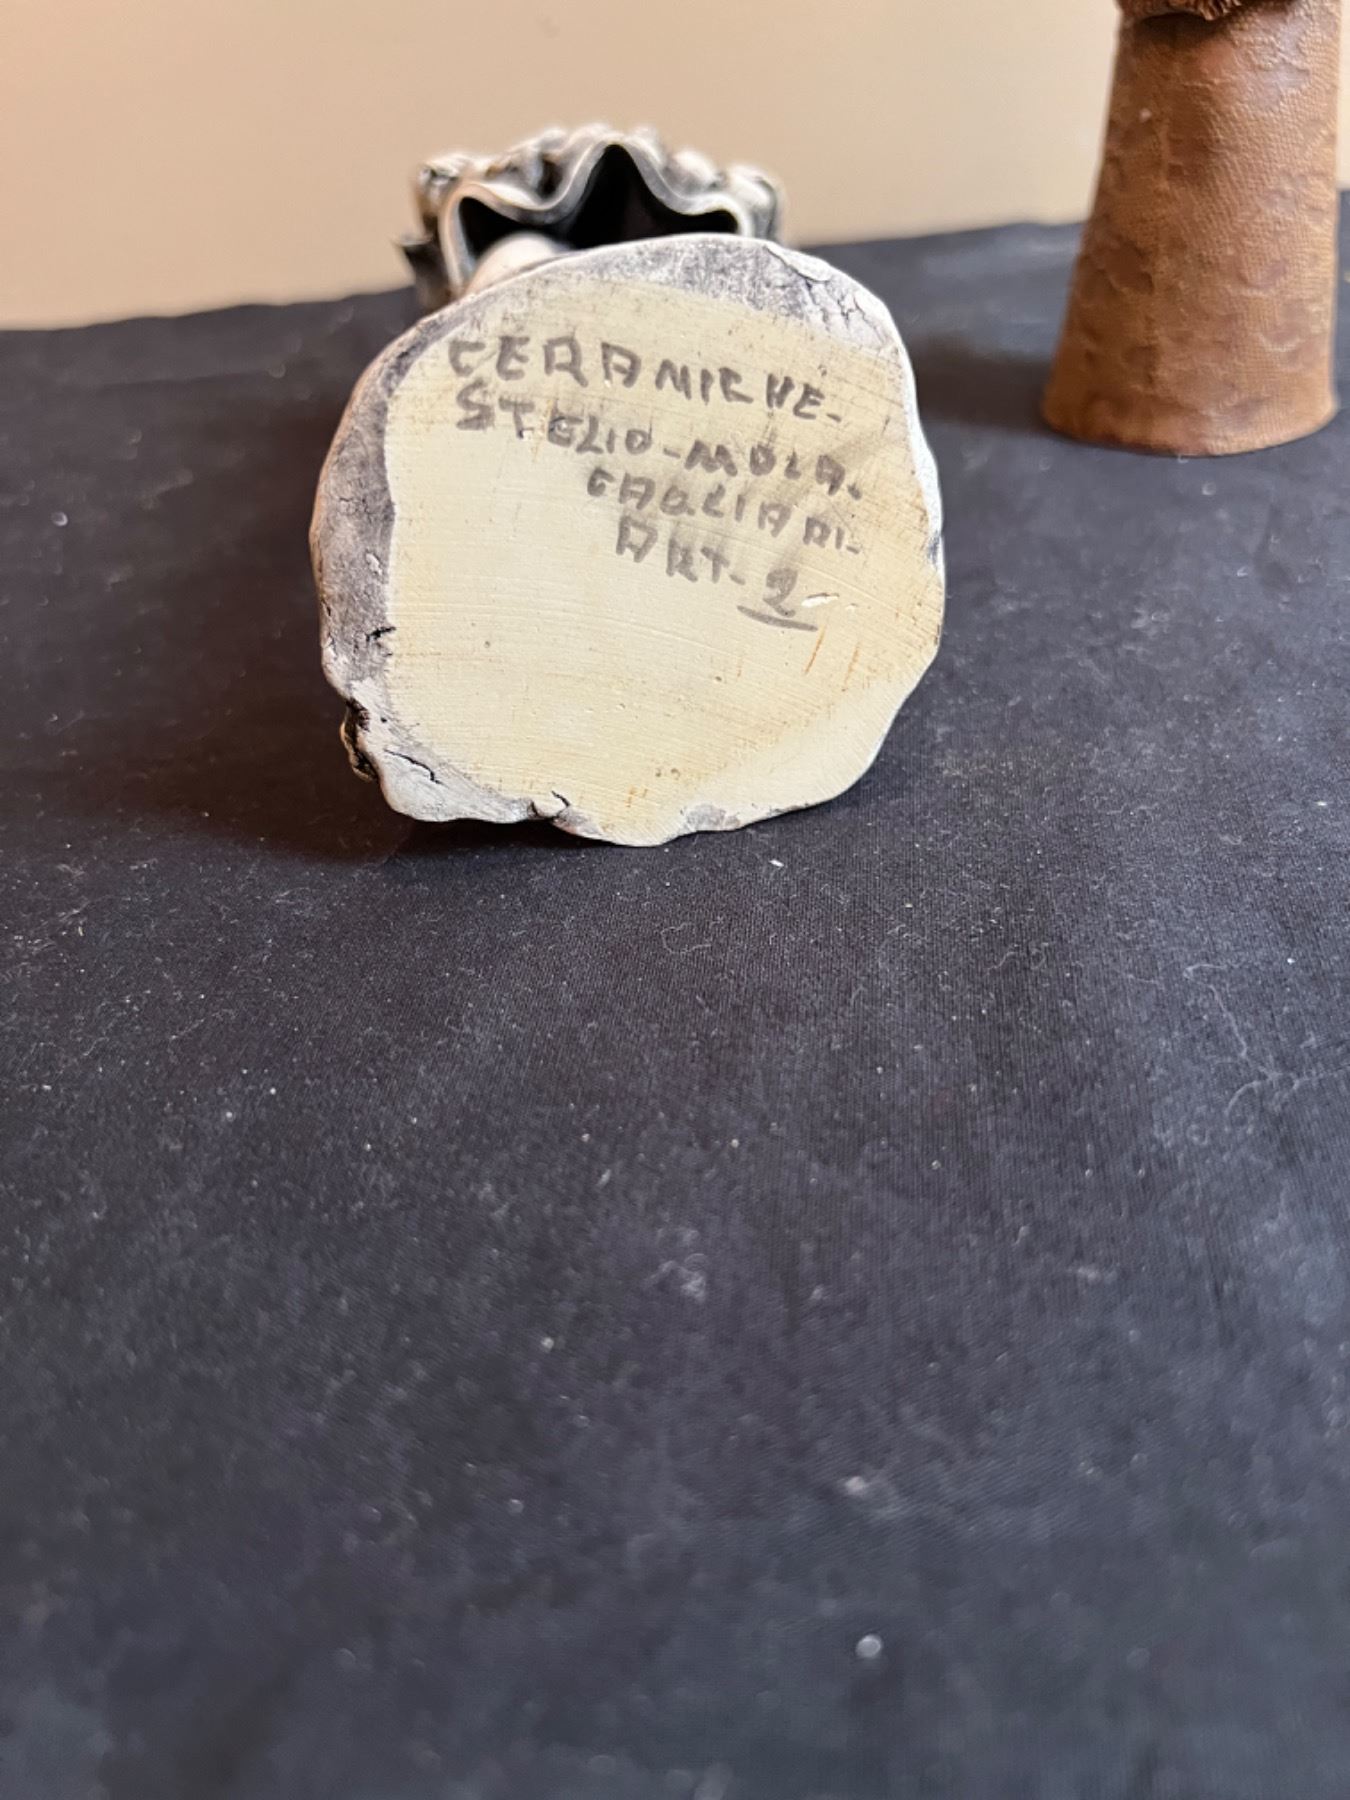 CERAMICHE-
STELIO-MOLA.
CAGLIARI-
ART-2